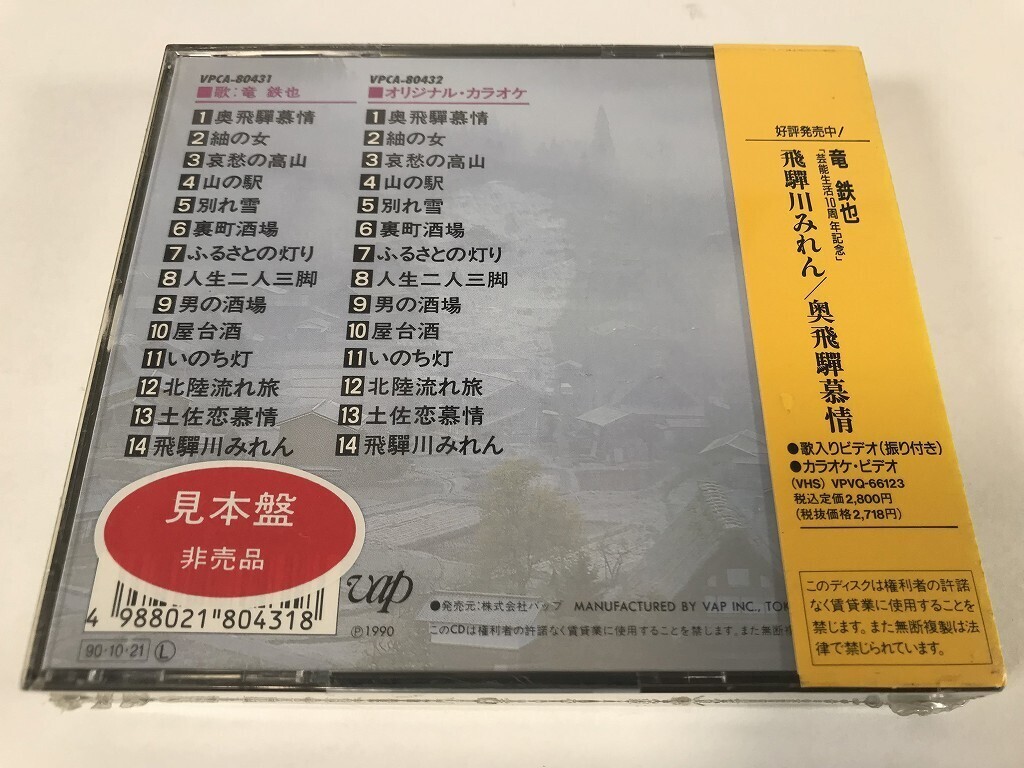 VPCA-80431
■歌：竜 鉄也
1 奥飛驒慕情
2 紬の女
3 哀愁の高山
4 山の駅
5 別れ雪
6 裏町酒場
7 ふるさとの灯り
8 人生二人三脚
9 男の酒場
10 屋台酒
11 いのち灯
12 北陸流れ旅
13 土佐恋慕情
14 飛驒川みれん
VPCA-80432
■オリジナル・カラオケ
1 奥飛驒慕情
2 紬の女
3 哀愁の高山
4 山の駅
5 別れ雪
6 裏町酒場
7 ふるさとの灯り
8 人生二人三脚
9 男の酒場
10 屋台酒
11 いのち灯
12 北陸流れ旅
13 土佐恋慕情
14 飛驒川みれん
見本盤
非売品
4 988021 804318
90・10・21 Ⓛ
vap
Ⓟ1990
●発売元：株式会社バップ MANUFACTURED BY VAP INC., TOK
このCDは権利者の許諾なく賃貸業に使用することを禁じます。また無断
好評発売中！
竜 鉄也
「芸能生活10周年記念」
飛驒川みれん／奥飛驒慕情
●歌入りビデオ(振り付き)
●カラオケ・ビデオ
(VHS) VPVQ-66123
税込定価2,800円
(税抜価格2,718円)
このディスクは権利者の許諾
なく賃貸業に使用することを
禁じます。また無断複製は法
律で禁じられています。